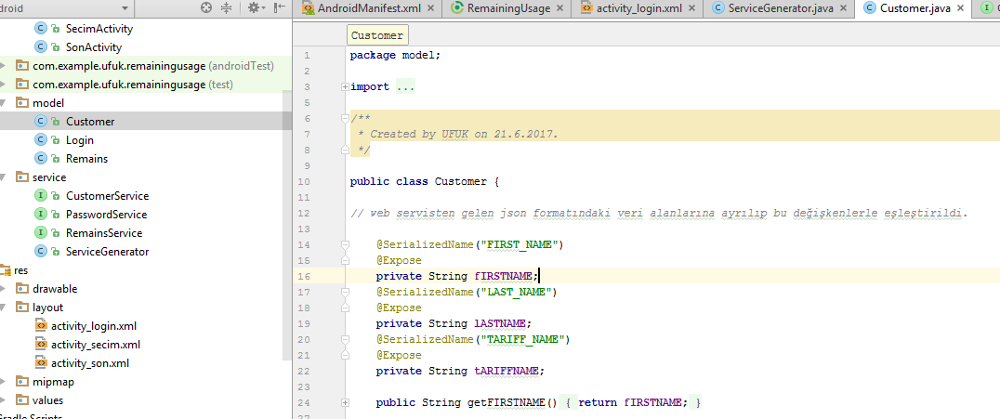 droid
AndroidManifest.xml
RemainingUsage
activity_login.xml
ServiceGenerator.java
Customer.java
SecimActivity
SonActivity
com.example.ufuk.remainingusage (androidTest)
com.example.ufuk.remainingusage (test)
model
Customer
Login
Remains
service
CustomerService
PasswordService
RemainsService
ServiceGenerator
res
drawable
layout
activity_login.xml
activity_secim.xml
activity_son.xml
mipmap
values
Gradle Scripts
Customer
1 package model;
2
3 import ...
5
6 /**
7 * Created by UFUK on 21.6.2017.
8 */
9
10 public class Customer {
11
12 // web servisten gelen json formatındaki veri alanlarına ayrılıp bu değişkenlerle eşleştirildi.
13
14 @SerializedName("FIRST_NAME")
15 @Expose
16 private String fIRSTNAME;
17 @SerializedName("LAST_NAME")
18 @Expose
19 private String lASTNAME;
20 @SerializedName("TARIFF_NAME")
21 @Expose
22 private String tARIFFNAME;
23
24 public String getFIRSTNAME() { return fIRSTNAME; }